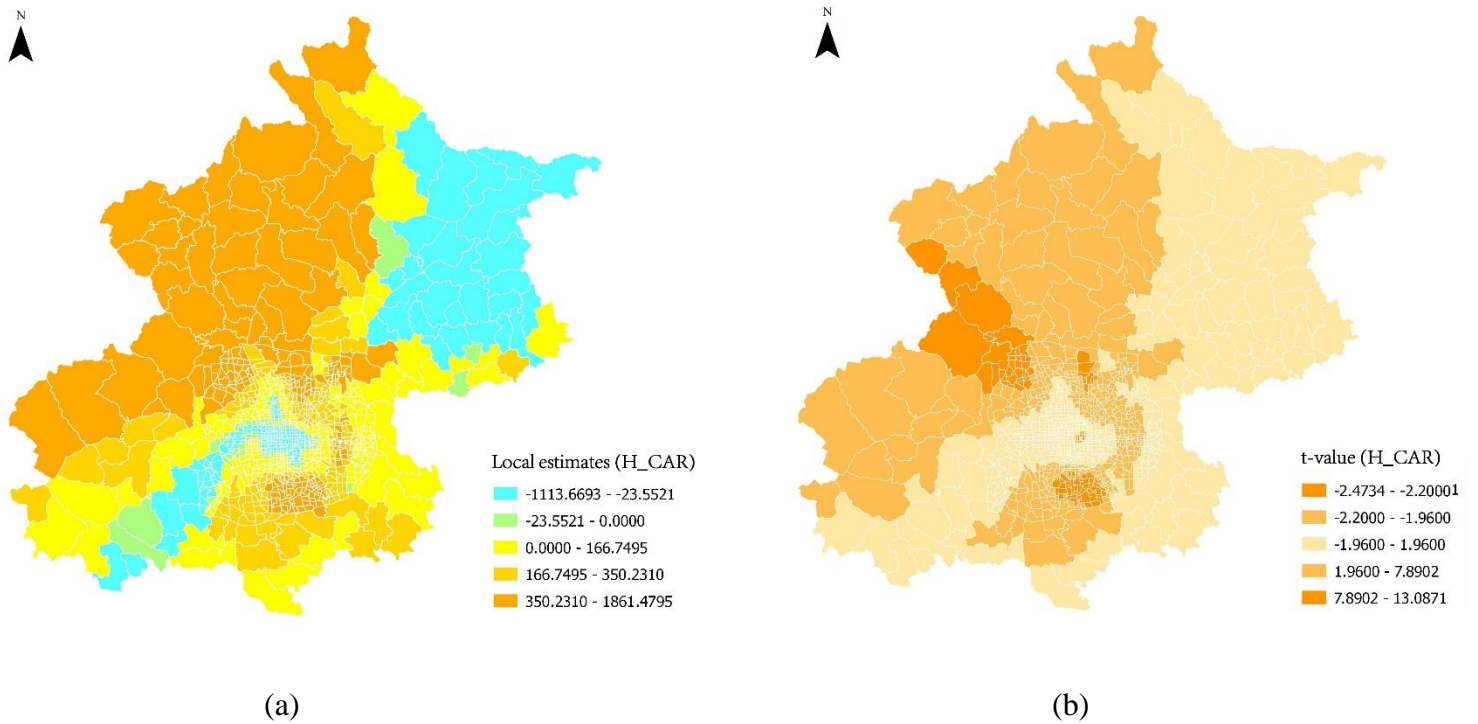 N
Local estimates (H_CAR)
-1113.6693 - -23.5521
-23.5521 - 0.0000
0.0000 - 166.7495
166.7495 - 350.2310
350.2310 - 1861.4795
(a)
N
t-value (H_CAR)
-2.4734 - -2.20001
-2.2000 - -1.9600
-1.9600 - 1.9600
1.9600 - 7.8902
7.8902 - 13.0871
(b)